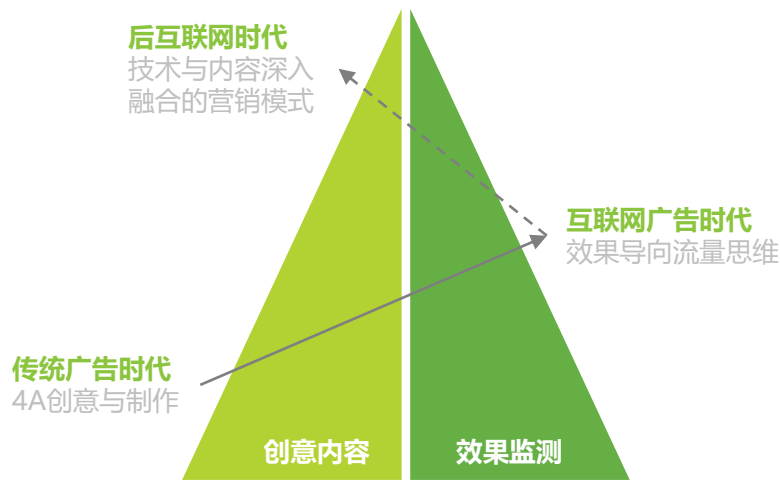 后互联网时代
技术与内容深入
融合的营销模式
互联网广告时代
效果导向流量思维
传统广告时代
4A创意与制作
创意内容
效果监测